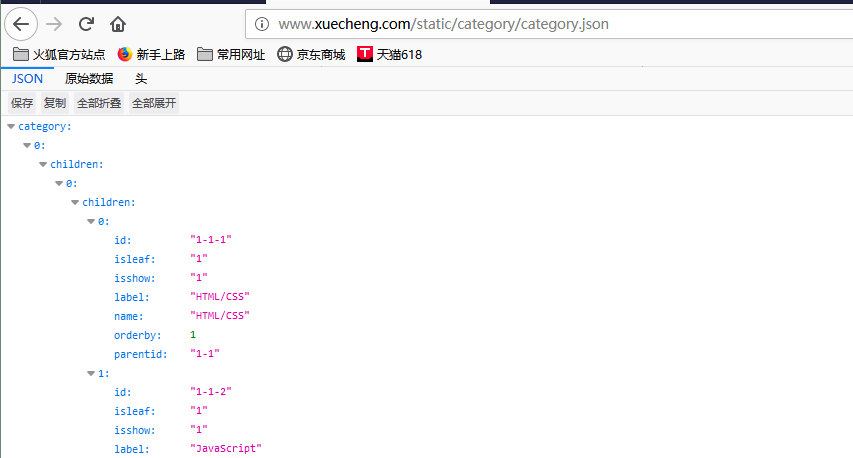 www.xuecheng.com/static/category/category.json
火狐官方站点 新手上路 常用网址 京东商城 T 天猫618
JSON 原始数据 头
保存 复制 全部折叠 全部展开
category:
0:
children:
0:
children:
0:
id: "1-1-1"
isleaf: "1"
isshow: "1"
label: "HTML/CSS"
name: "HTML/CSS"
orderby: 1
parentid: "1-1"
1:
id: "1-1-2"
isleaf: "1"
isshow: "1"
label: "JavaScript"